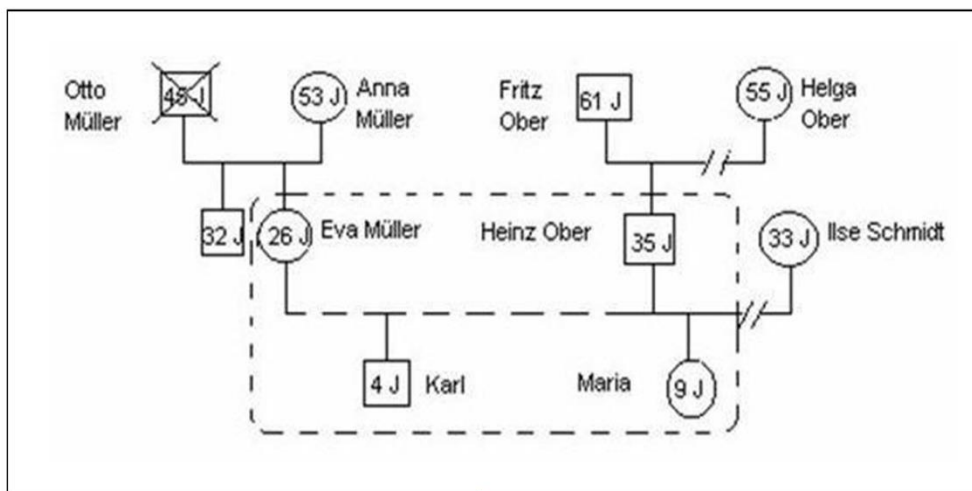 Otto
Müller
45 J
53 J
Anna
Müller
Fritz
Ober
61 J
55 J
Helga
Ober
32 J
26 J
Eva Müller
Heinz Ober
35 J
33 J
Ilse Schmidt
4 J
Karl
Maria
9 J